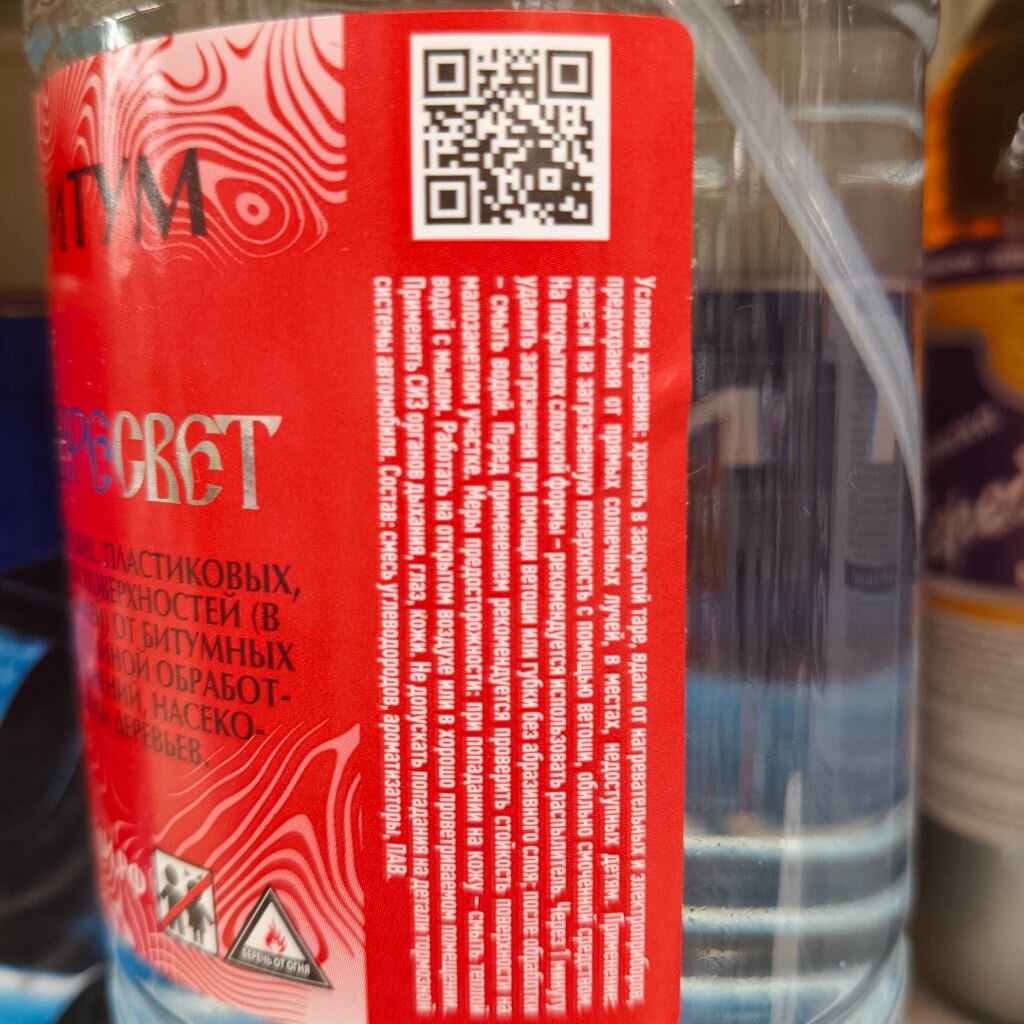 ИТУМ
СВЕТ
ПЛАСТИКОВЫХ,
ПОВЕРХНОСТЕЙ (В
ОТ БИТУМНЫХ
ОБРАБОТ-
НАСЕКО-
ДЕРЕВЬЕВ.
БЕРЕЧЬ ОТ ОГНЯ
Условия хранения: хранить в закрытой таре, вдали от нагревательных и электроприборов,
предохраняя от прямых солнечных лучей, в местах, недоступных детям. Применение:
нанести на загрязненную поверхность с помощью ветоши, обильно смоченной средством.
На покрытиях сложной формы - рекомендуется использовать распылитель. Через 1 минуту
удалить загрязнения при помощи ветоши или губки без абразивного слоя; после обработки
– смыть водой. Перед применением рекомендуется проверить стойкость поверхности на
малозаметном участке. Меры предосторожности: при попадании на кожу - смыть теплой
водой с мылом. Работать на открытом воздухе или в хорошо проветриваемом помещении.
Применять СИЗ органов дыхания, глаз, кожи. Не допускать попадания на детали тормозной
системы автомобиля. Состав: смесь углеводородов, ароматизаторы, ПАВ.